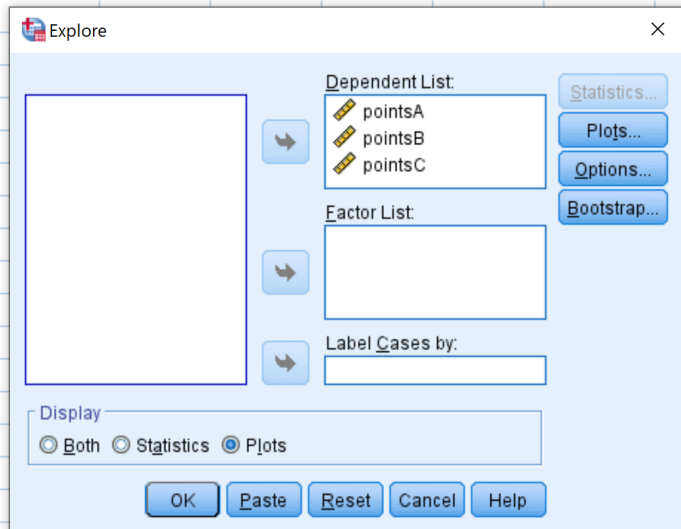 Explore
Dependent List:
pointsA
pointsB
pointsC
Statistics...
Plots...
Options...
Bootstrap...
Factor List:
Label Cases by:
Display
Both Statistics Plots
OK Paste Reset Cancel Help